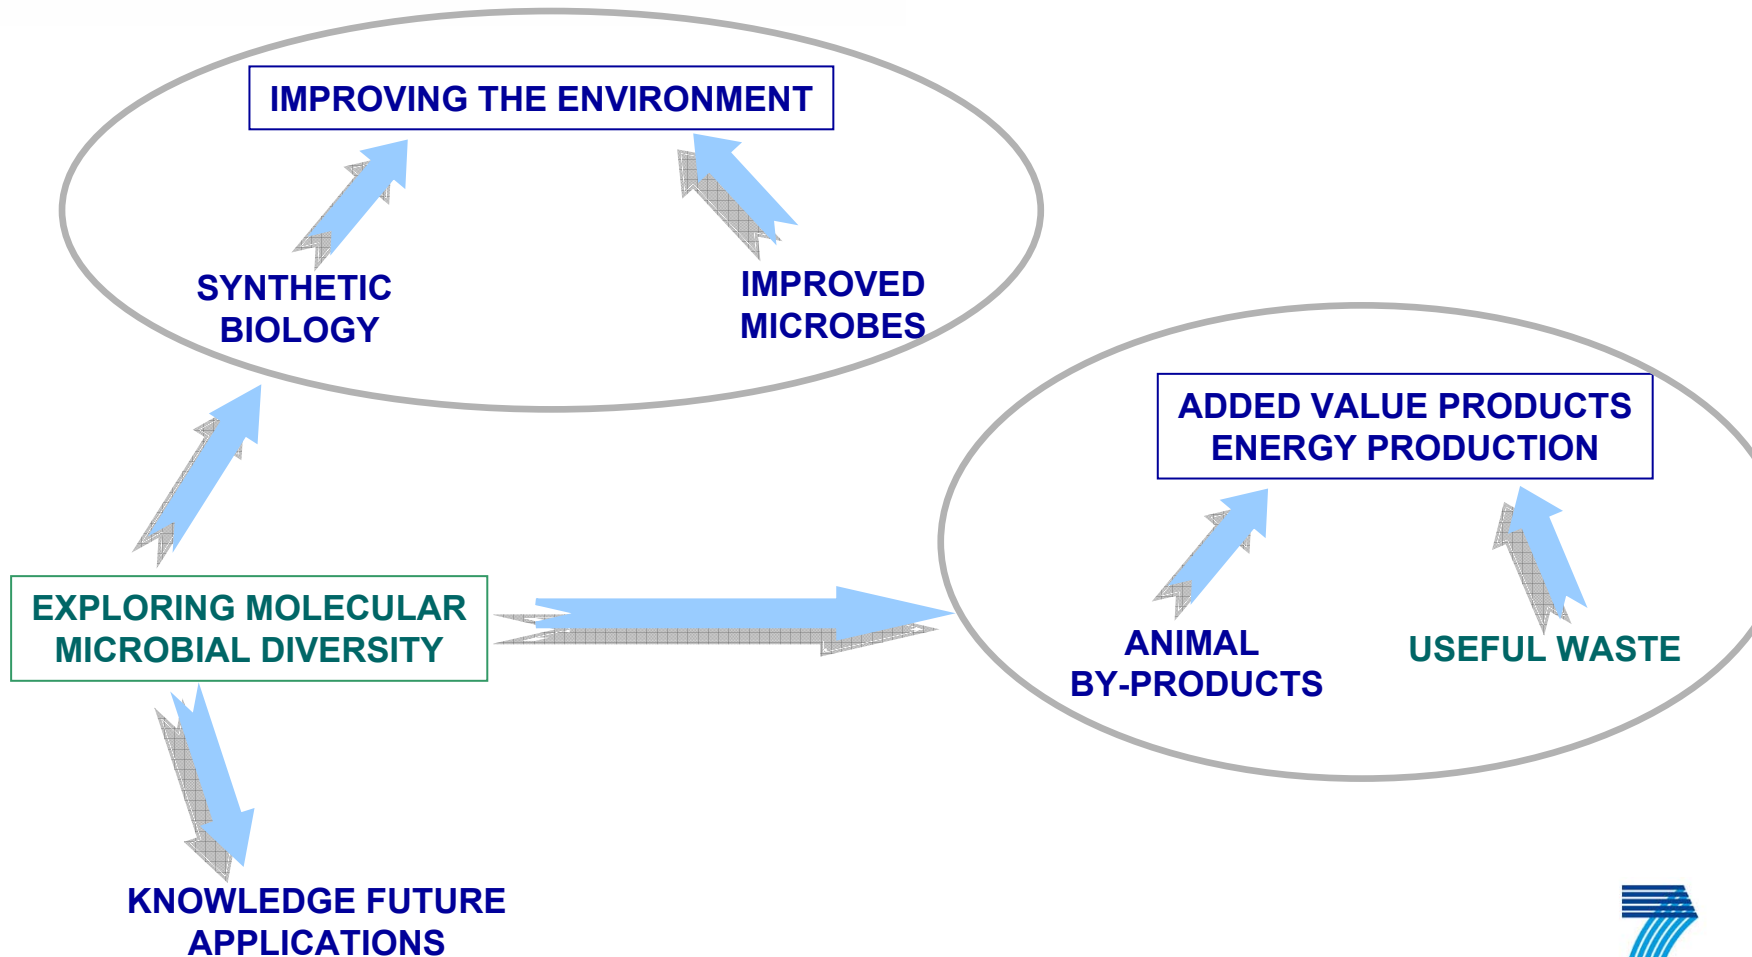 IMPROVING THE ENVIRONMENT
SYNTHETIC
BIOLOGY
IMPROVED
MICROBES
ADDED VALUE PRODUCTS
ENERGY PRODUCTION
EXPLORING MOLECULAR
MICROBIAL DIVERSITY
ANIMAL
BY-PRODUCTS
USEFUL WASTE
KNOWLEDGE FUTURE
APPLICATIONS